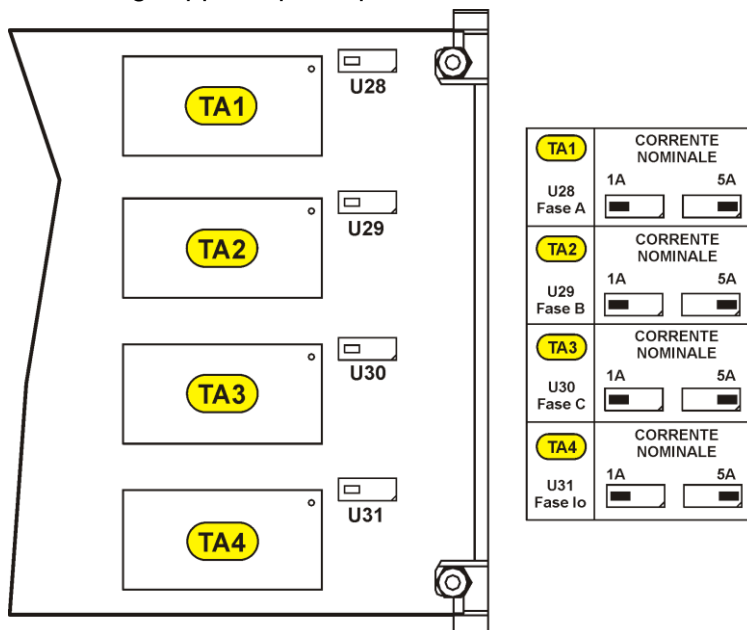 TA1
U28
TA2
U29
TA3
U30
TA4
U31
TA1
CORRENTE
NOMINALE
U28
Fase A
1A 5A
TA2
CORRENTE
NOMINALE
U29
Fase B
1A 5A
TA3
CORRENTE
NOMINALE
U30
Fase C
1A 5A
TA4
CORRENTE
NOMINALE
U31
Fase Io
1A 5A